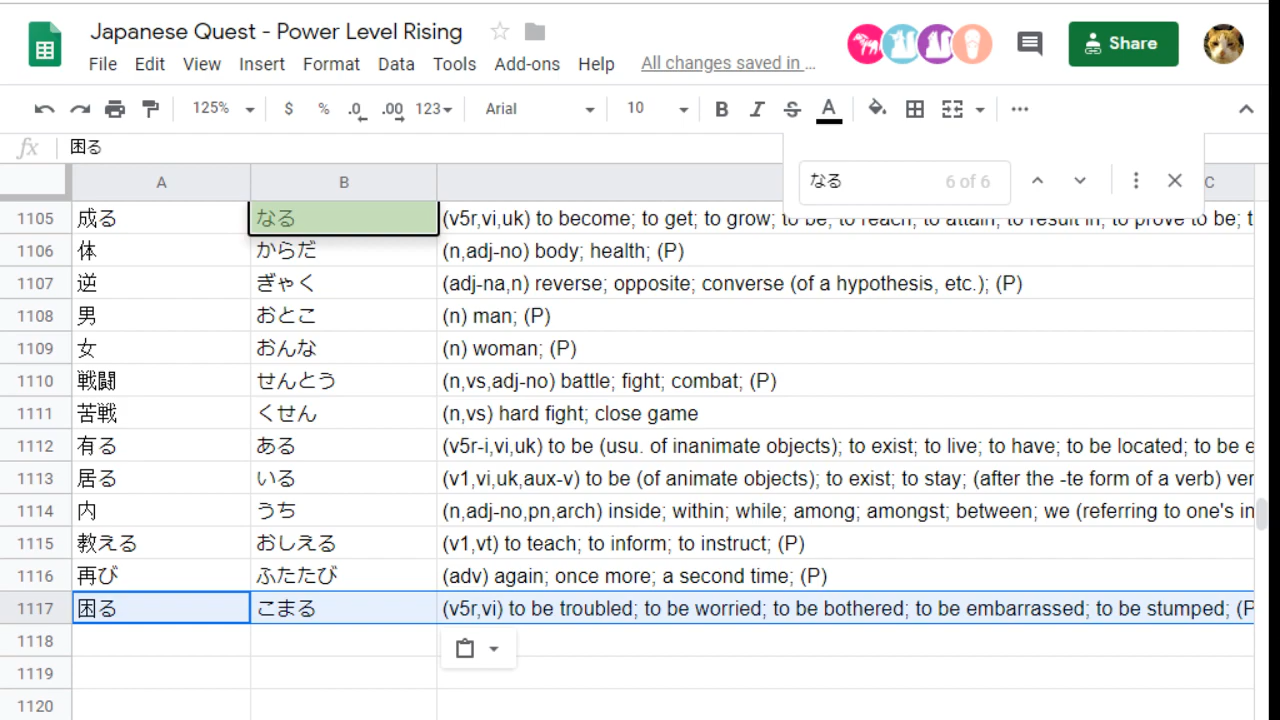 Japanese Quest - Power Level Rising
File Edit View Insert Format Data Tools Add-ons Help All changes saved in …
Share
125% $ % .0 .00 123 Arial 10 B I S A
fx 困る
なる 6 of 6
A B C
1105 成る なる (v5r,vi,uk) to become; to get; to grow; to be; to reach; to attain; to result in; to prove to be; t
1106 体 からだ (n,adj-no) body; health; (P)
1107 逆 ぎゃく (adj-na,n) reverse; opposite; converse (of a hypothesis, etc.); (P)
1108 男 おとこ (n) man; (P)
1109 女 おんな (n) woman; (P)
1110 戦闘 せんとう (n,vs,adj-no) battle; fight; combat; (P)
1111 苦戦 くせん (n,vs) hard fight; close game
1112 有る ある (v5r-i,vi,uk) to be (usu. of inanimate objects); to exist; to live; to have; to be located; to be e
1113 居る いる (v1,vi,uk,aux-v) to be (of animate objects); to exist; to stay; (after the -te form of a verb) ver
1114 内 うち (n,adj-no,pn,arch) inside; within; while; among; amongst; between; we (referring to one's in
1115 教える おしえる (v1,vt) to teach; to inform; to instruct; (P)
1116 再び ふたたび (adv) again; once more; a second time; (P)
1117 困る こまる (v5r,vi) to be troubled; to be worried; to be bothered; to be embarrassed; to be stumped; (P
1118
1119
1120